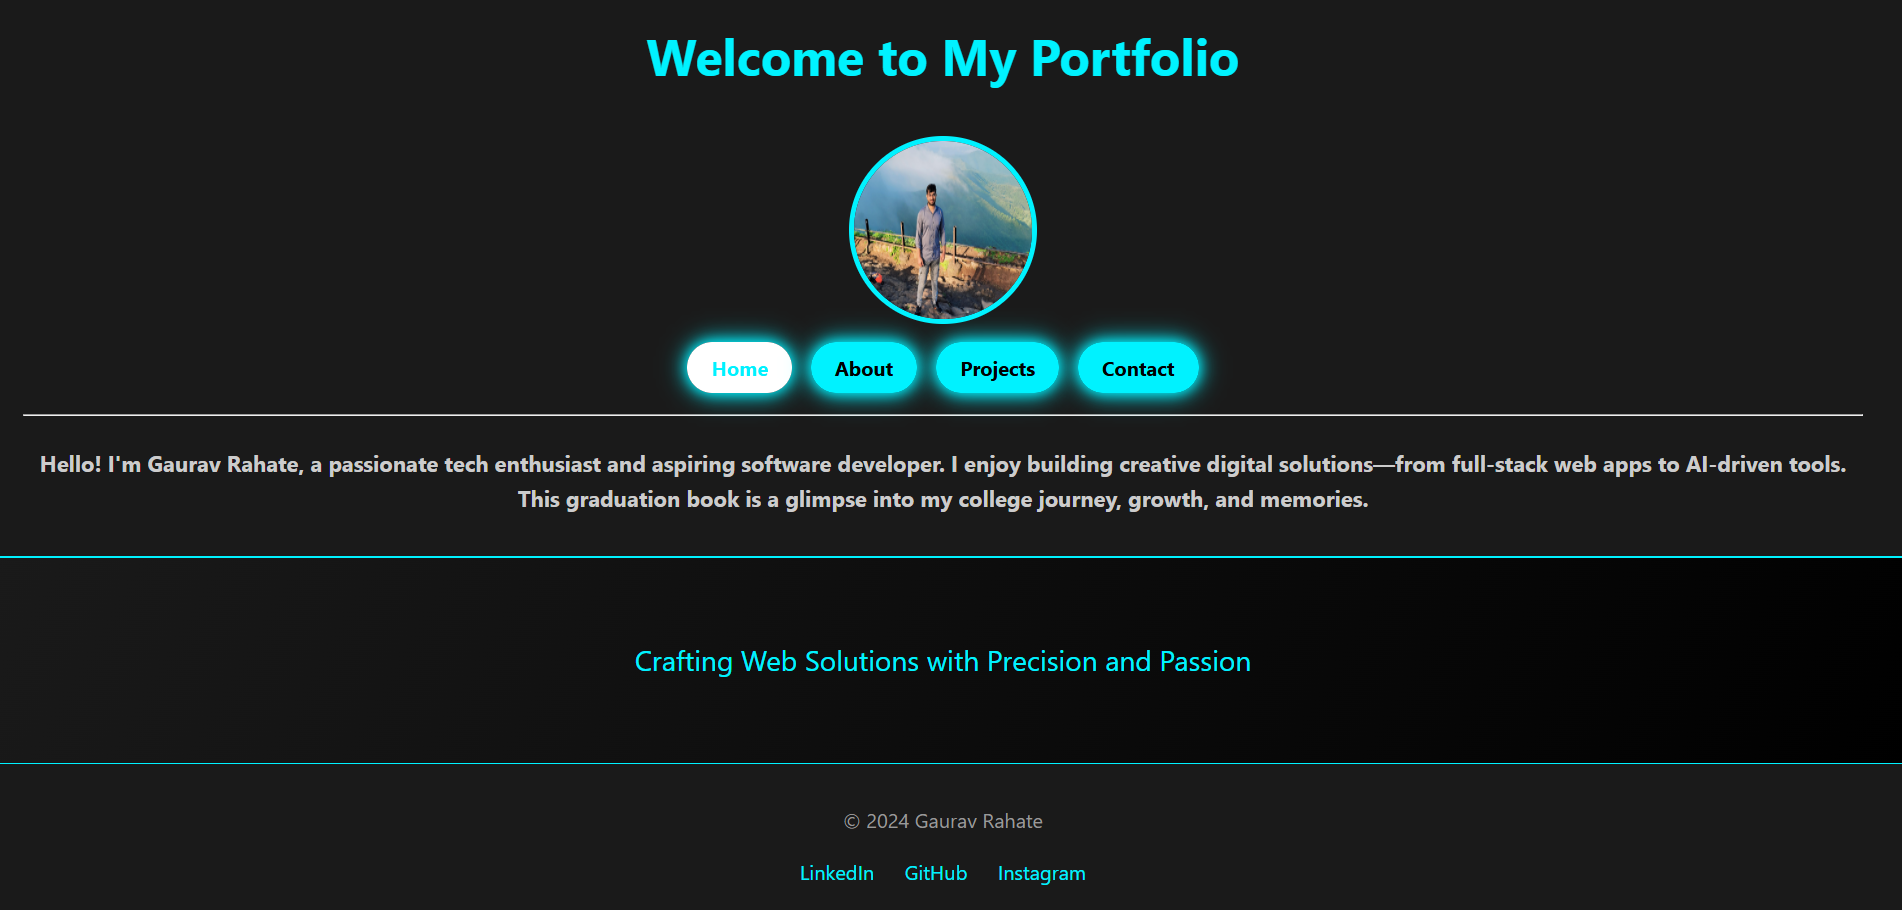 Welcome to My Portfolio
Home About Projects Contact
Hello! I'm Gaurav Rahate, a passionate tech enthusiast and aspiring software developer. I enjoy building creative digital solutions—from full-stack web apps to AI-driven tools.
This graduation book is a glimpse into my college journey, growth, and memories.
Crafting Web Solutions with Precision and Passion
© 2024 Gaurav Rahate
LinkedIn GitHub Instagram